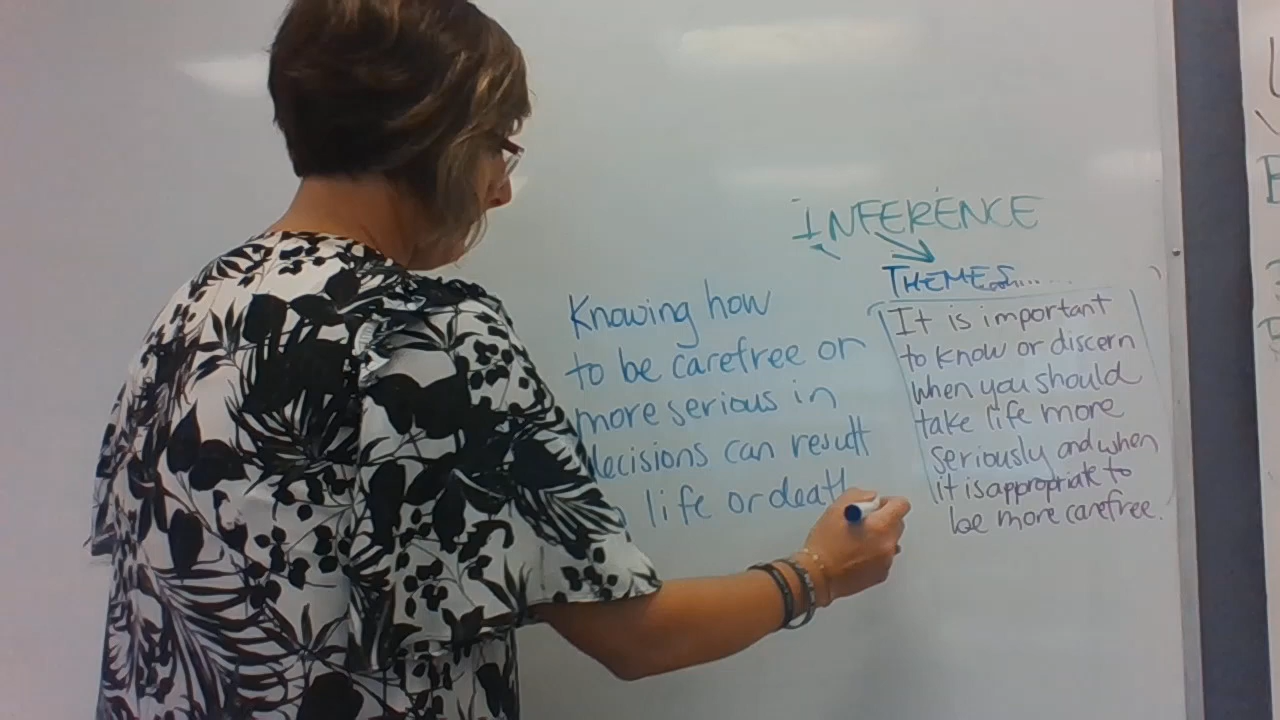 INFERENCE
THEMES
Knowing how
to be carefree or
more serious in
decisions can result
life or death
It is important
to know or discern
when you should
take life more
seriously and when
it is appropriate to
be more carefree.